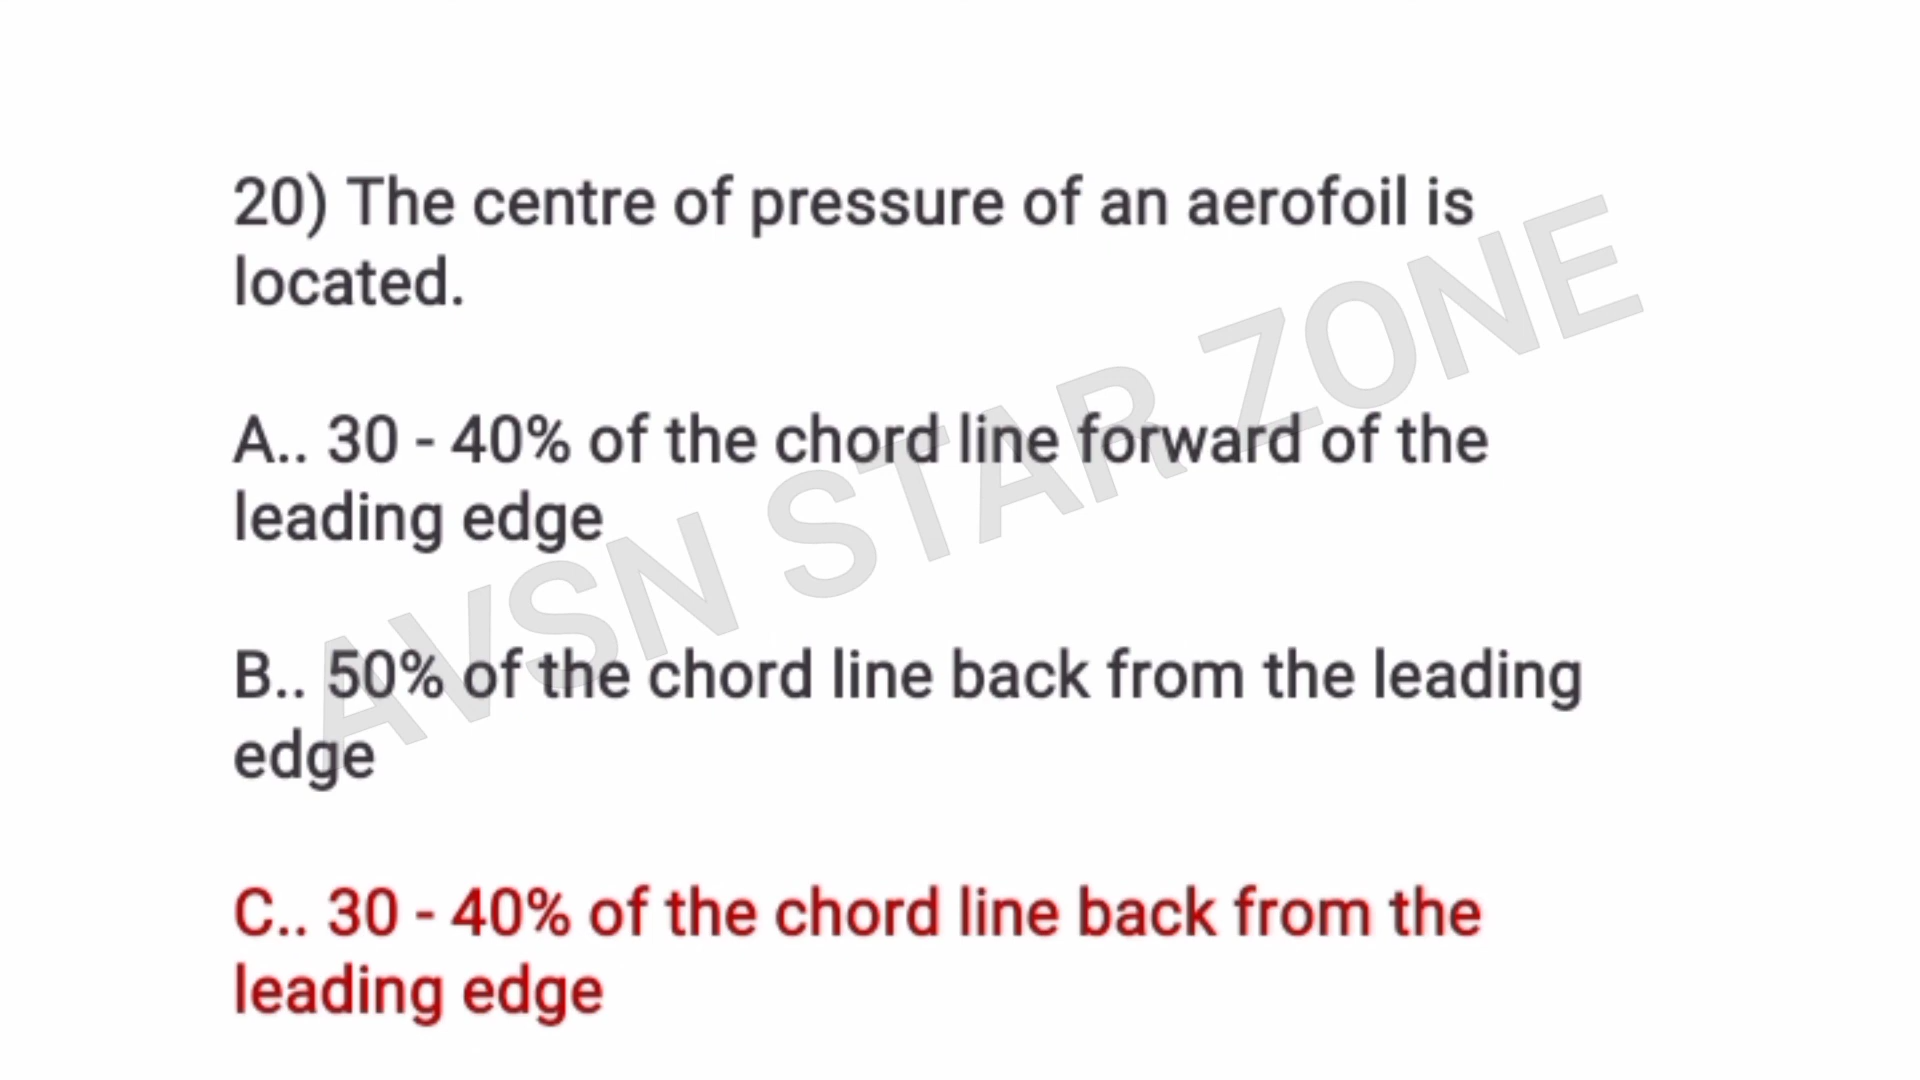 20) The centre of pressure of an aerofoil is
located.
A.. 30 - 40% of the chord line forward of the
leading edge
B.. 50% of the chord line back from the leading
edge
C.. 30 - 40% of the chord line back from the
leading edge
AVSN STAR ZONE